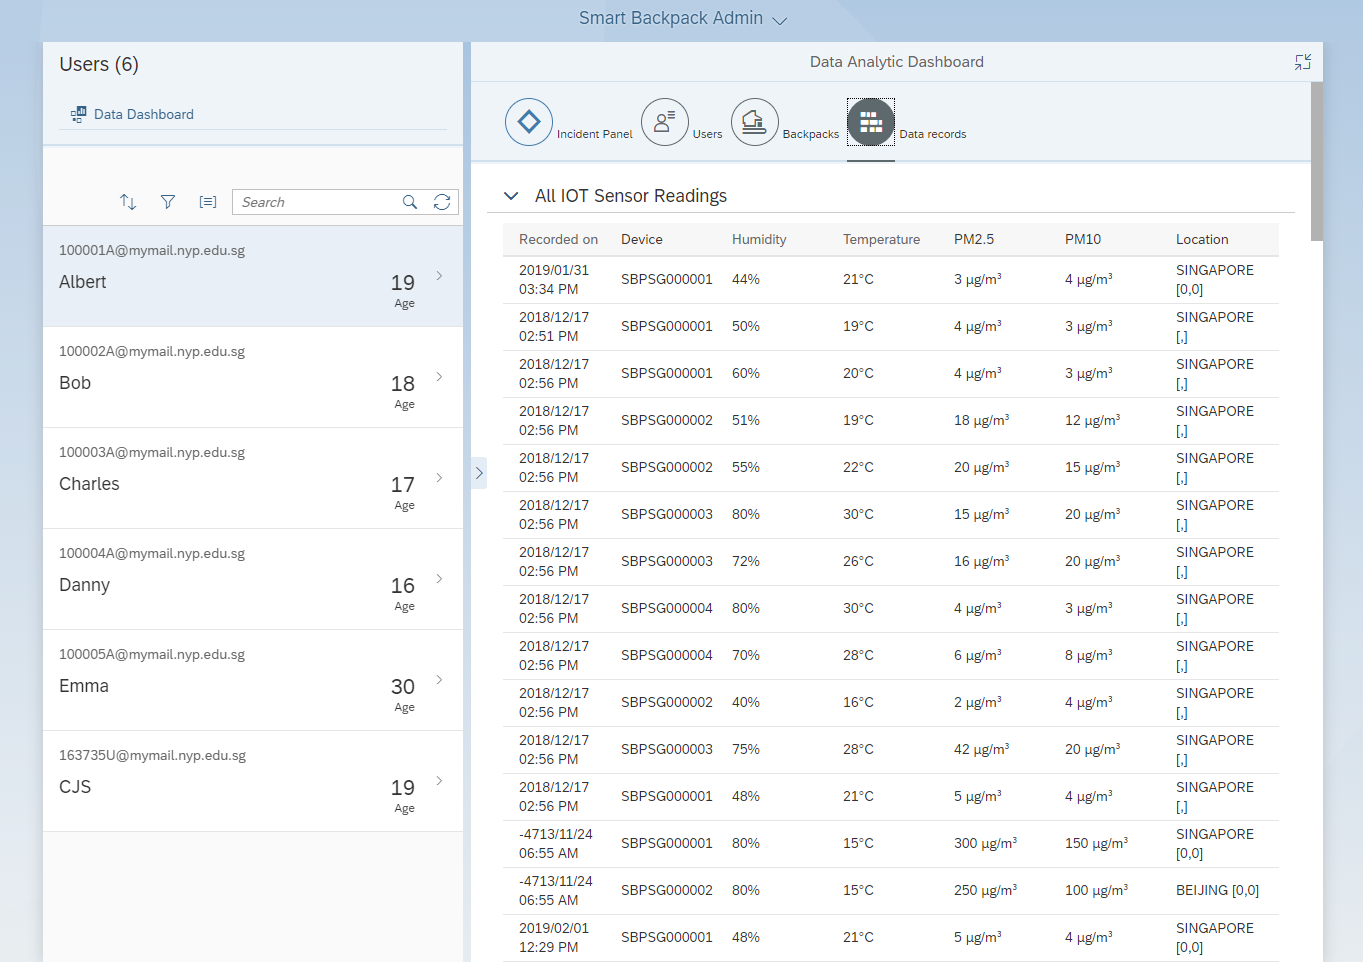 Smart Backpack Admin
Users (6)
Data Dashboard
Search
100001A@mymail.nyp.edu.sg
Albert
19
Age
100002A@mymail.nyp.edu.sg
Bob
18
Age
100003A@mymail.nyp.edu.sg
Charles
17
Age
100004A@mymail.nyp.edu.sg
Danny
16
Age
100005A@mymail.nyp.edu.sg
Emma
30
Age
163735U@mymail.nyp.edu.sg
CJS
19
Age
Data Analytic Dashboard
Incident Panel Users Backpacks Data records
All IOT Sensor Readings
Recorded on Device Humidity Temperature PM2.5 PM10 Location
2019/01/31 03:34 PM SBPSG000001 44% 21°C 3 µg/m³ 4 µg/m³ SINGAPORE [0,0]
2018/12/17 02:51 PM SBPSG000001 50% 19°C 4 µg/m³ 3 µg/m³ SINGAPORE [,]
2018/12/17 02:56 PM SBPSG000001 60% 20°C 4 µg/m³ 3 µg/m³ SINGAPORE [,]
2018/12/17 02:56 PM SBPSG000002 51% 19°C 18 µg/m³ 12 µg/m³ SINGAPORE [,]
2018/12/17 02:56 PM SBPSG000002 55% 22°C 20 µg/m³ 15 µg/m³ SINGAPORE [,]
2018/12/17 02:56 PM SBPSG000003 80% 30°C 15 µg/m³ 20 µg/m³ SINGAPORE [,]
2018/12/17 02:56 PM SBPSG000003 72% 26°C 16 µg/m³ 20 µg/m³ SINGAPORE [,]
2018/12/17 02:56 PM SBPSG000004 80% 30°C 4 µg/m³ 3 µg/m³ SINGAPORE [,]
2018/12/17 02:56 PM SBPSG000004 70% 28°C 6 µg/m³ 8 µg/m³ SINGAPORE [,]
2018/12/17 02:56 PM SBPSG000002 40% 16°C 2 µg/m³ 4 µg/m³ SINGAPORE [,]
2018/12/17 02:56 PM SBPSG000003 75% 28°C 42 µg/m³ 20 µg/m³ SINGAPORE [,]
2018/12/17 02:56 PM SBPSG000001 48% 21°C 5 µg/m³ 4 µg/m³ SINGAPORE [,]
-4713/11/24 06:55 AM SBPSG000001 80% 15°C 300 µg/m³ 150 µg/m³ SINGAPORE [0,0]
-4713/11/24 06:55 AM SBPSG000002 80% 15°C 250 µg/m³ 100 µg/m³ BEIJING [0,0]
2019/02/01 12:29 PM SBPSG000001 48% 21°C 5 µg/m³ 4 µg/m³ SINGAPORE [0,0]